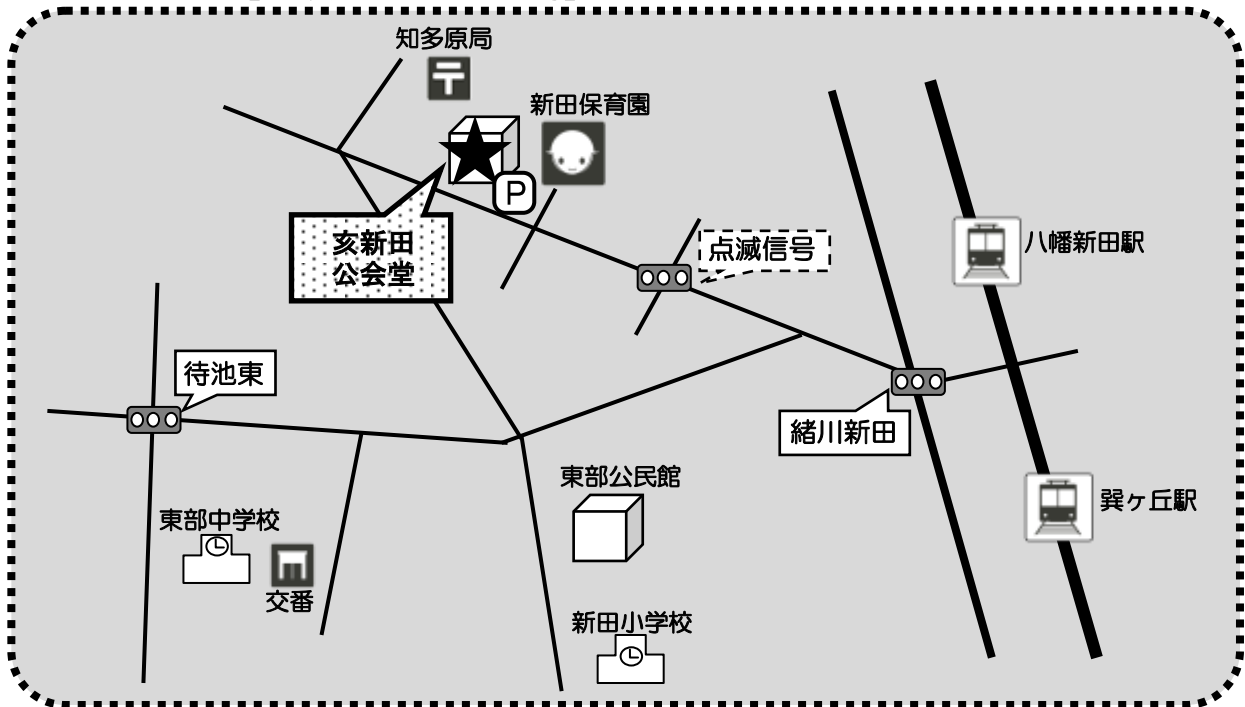 知多原局
新田保育園
P
亥新田
公会堂
点滅信号
八幡新田駅
待池東
緒川新田
東部公民館
巽ヶ丘駅
東部中学校
交番
新田小学校